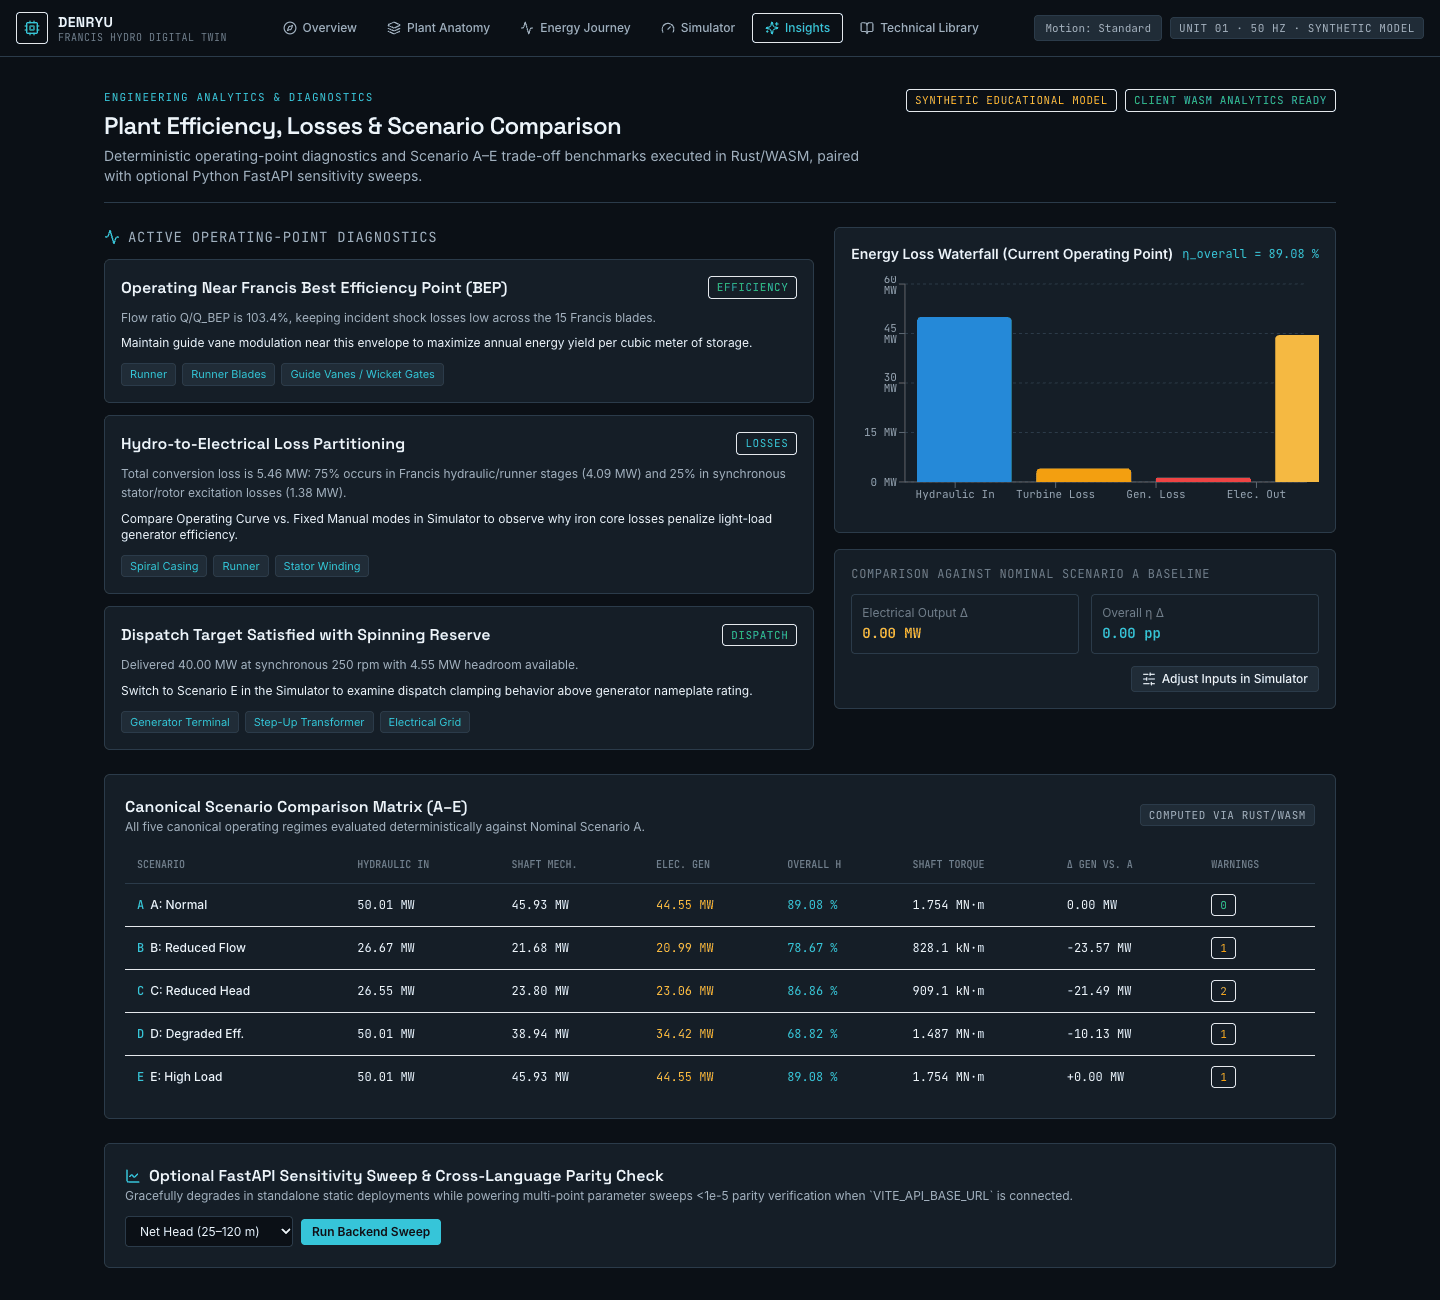 DENRYU
FRANCIS HYDRO DIGITAL TWIN
Overview
Plant Anatomy
Energy Journey
Simulator
Insights
Technical Library
Motion: Standard
UNIT 01 · 50 HZ · SYNTHETIC MODEL
ENGINEERING ANALYTICS & DIAGNOSTICS
SYNTHETIC EDUCATIONAL MODEL
CLIENT WASM ANALYTICS READY
Plant Efficiency, Losses & Scenario Comparison
Deterministic operating-point diagnostics and Scenario A–E trade-off benchmarks executed in Rust/WASM, paired
with optional Python FastAPI sensitivity sweeps.
ACTIVE OPERATING-POINT DIAGNOSTICS
Operating Near Francis Best Efficiency Point (BEP)
EFFICIENCY
Flow ratio Q/Q_BEP is 103.4%, keeping incident shock losses low across the 15 Francis blades.
Maintain guide vane modulation near this envelope to maximize annual energy yield per cubic meter of storage.
Runner
Runner Blades
Guide Vanes / Wicket Gates
Hydro-to-Electrical Loss Partitioning
LOSSES
Total conversion loss is 5.46 MW: 75% occurs in Francis hydraulic/runner stages (4.09 MW) and 25% in synchronous
stator/rotor excitation losses (1.38 MW).
Compare Operating Curve vs. Fixed Manual modes in Simulator to observe why iron core losses penalize light-load
generator efficiency.
Spiral Casing
Runner
Stator Winding
Dispatch Target Satisfied with Spinning Reserve
DISPATCH
Delivered 40.00 MW at synchronous 250 rpm with 4.55 MW headroom available.
Switch to Scenario E in the Simulator to examine dispatch clamping behavior above generator nameplate rating.
Generator Terminal
Step-Up Transformer
Electrical Grid
Energy Loss Waterfall (Current Operating Point)
η_overall = 89.08 %
60
MW
45
MW
30
MW
15 MW
0 MW
Hydraulic In
Turbine Loss
Gen. Loss
Elec. Out
COMPARISON AGAINST NOMINAL SCENARIO A BASELINE
Electrical Output Δ
0.00 MW
Overall η Δ
0.00 pp
Adjust Inputs in Simulator
Canonical Scenario Comparison Matrix (A–E)
All five canonical operating regimes evaluated deterministically against Nominal Scenario A.
COMPUTED VIA RUST/WASM
SCENARIO HYDRAULIC IN SHAFT MECH. ELEC. GEN OVERALL Η SHAFT TORQUE Δ GEN VS. A WARNINGS
A A: Normal 50.01 MW 45.93 MW 44.55 MW 89.08 % 1.754 MN·m 0.00 MW 0
B B: Reduced Flow 26.67 MW 21.68 MW 20.99 MW 78.67 % 828.1 kN·m -23.57 MW 1
C C: Reduced Head 26.55 MW 23.80 MW 23.06 MW 86.86 % 909.1 kN·m -21.49 MW 2
D D: Degraded Eff. 50.01 MW 38.94 MW 34.42 MW 68.82 % 1.487 MN·m -10.13 MW 1
E E: High Load 50.01 MW 45.93 MW 44.55 MW 89.08 % 1.754 MN·m +0.00 MW 1
Optional FastAPI Sensitivity Sweep & Cross-Language Parity Check
Gracefully degrades in standalone static deployments while powering multi-point parameter sweeps <1e-5 parity verification when `VITE_API_BASE_URL` is connected.
Net Head (25–120 m)
Run Backend Sweep